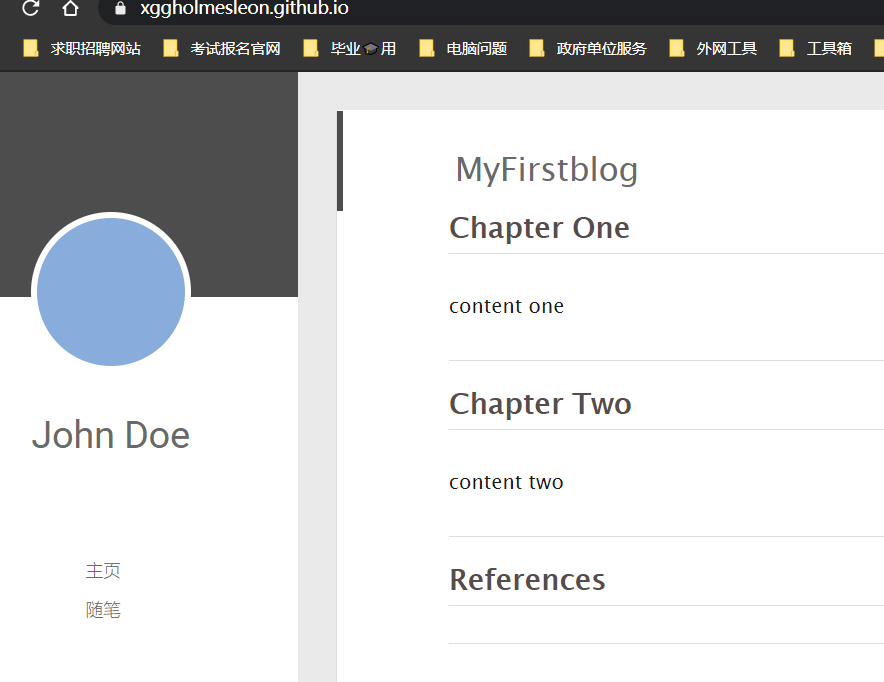 xggholmesleon.github.io
求职招聘网站 考试报名官网 毕业🎓用 电脑问题 政府单位服务 外网工具 工具箱
John Doe
主页
随笔
MyFirstblog
Chapter One
content one
Chapter Two
content two
References